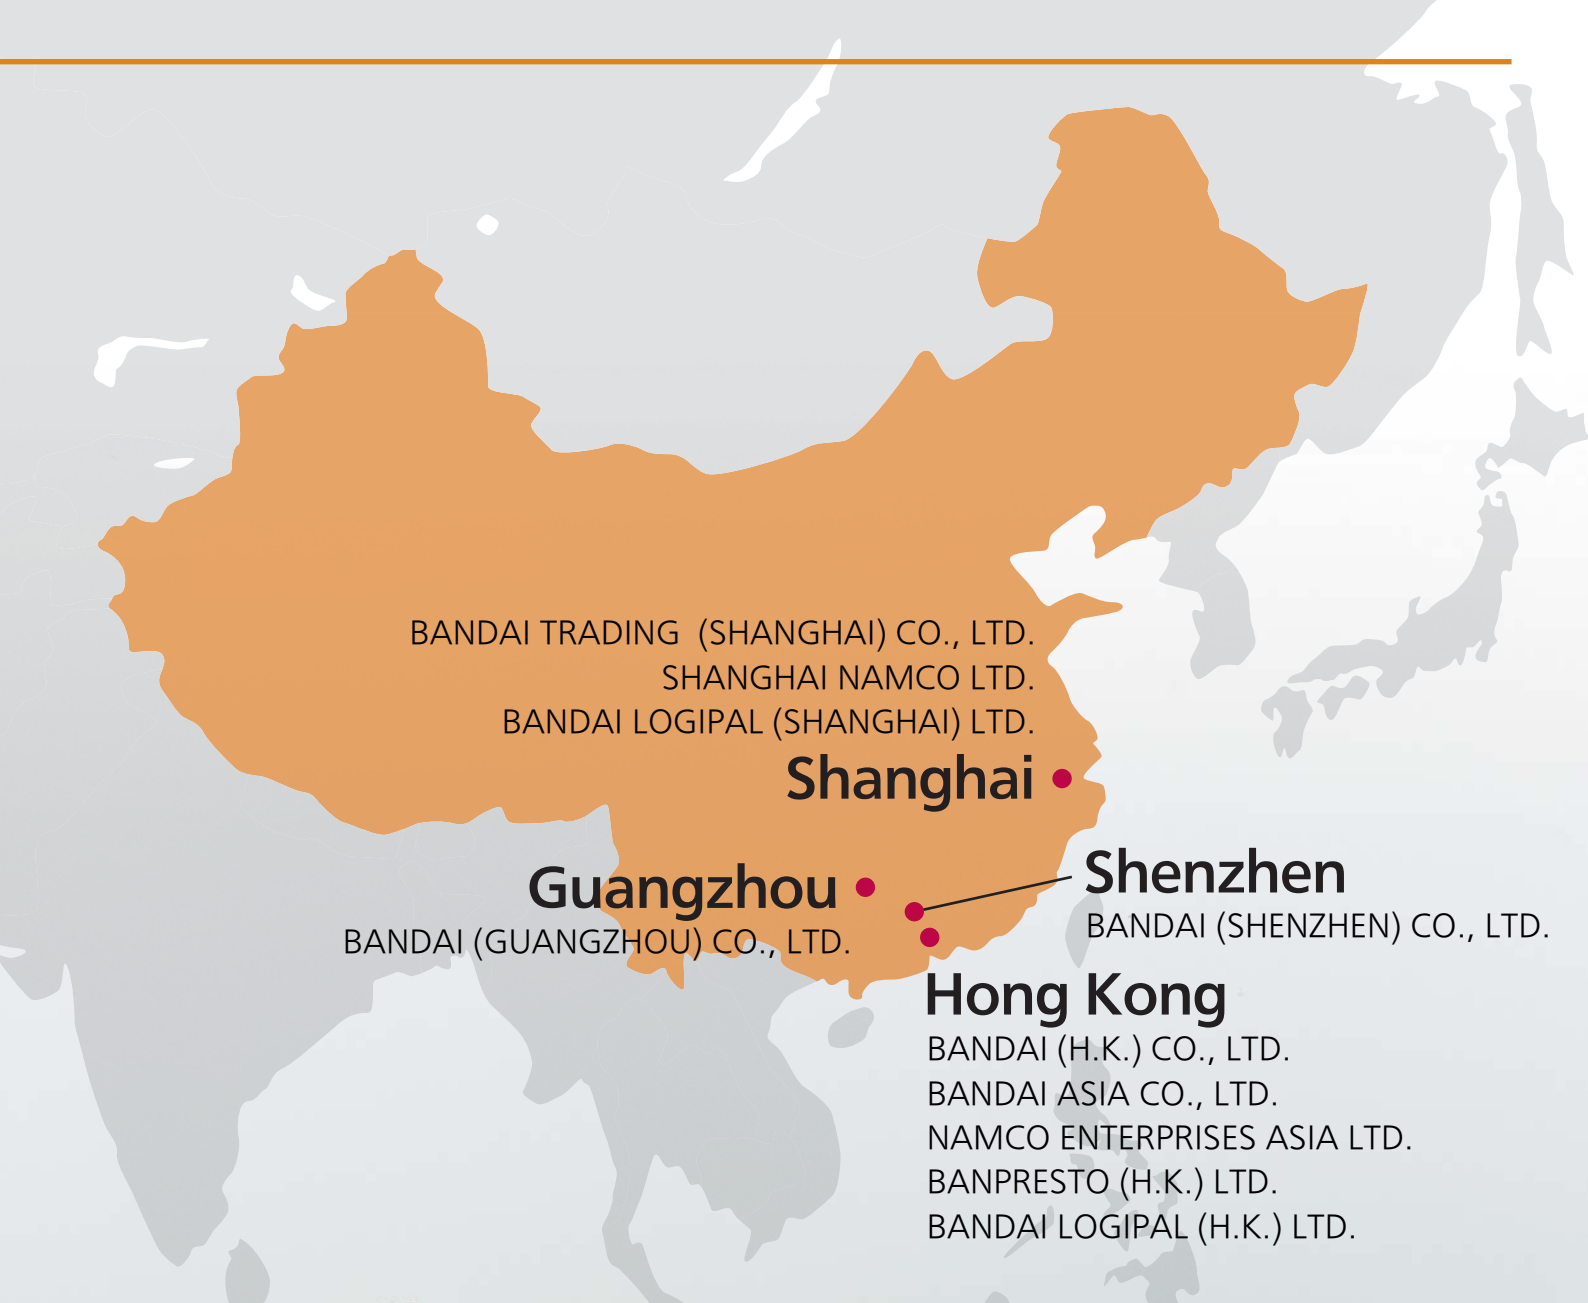 BANDAI TRADING (SHANGHAI) CO., LTD.
SHANGHAI NAMCO LTD.
BANDAI LOGIPAL (SHANGHAI) LTD.
Shanghai
Guangzhou
BANDAI (GUANGZHOU) CO., LTD.
Shenzhen
BANDAI (SHENZHEN) CO., LTD.
Hong Kong
BANDAI (H.K.) CO., LTD.
BANDAI ASIA CO., LTD.
NAMCO ENTERPRISES ASIA LTD.
BANPRESTO (H.K.) LTD.
BANDAI LOGIPAL (H.K.) LTD.